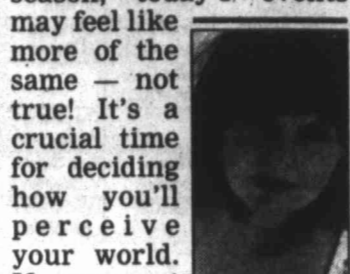 may feel like
more of the
same — not
true! It's a
crucial time
for deciding
how you'll
perceive
your world.